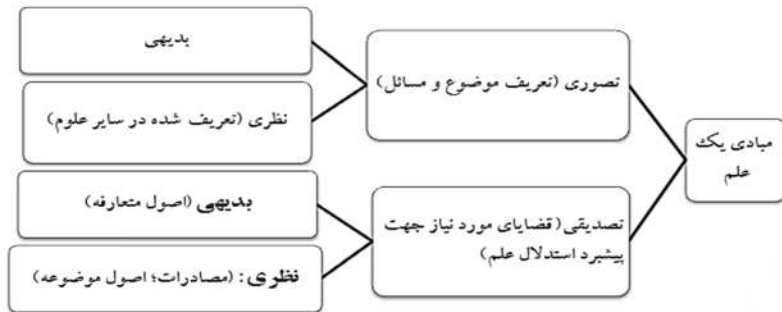 مبادی یک
علم
تصوری (تعریف موضوع و مسائل)
بدیهی
نظری (تعریف شده در سایر علوم)
تصدیقی( قضایای مورد نیاز جهت
پیشبرد استدلال علم)
بدیهی (اصول متعارفه)
نظری: (مصادرات؛ اصول موضوعه)